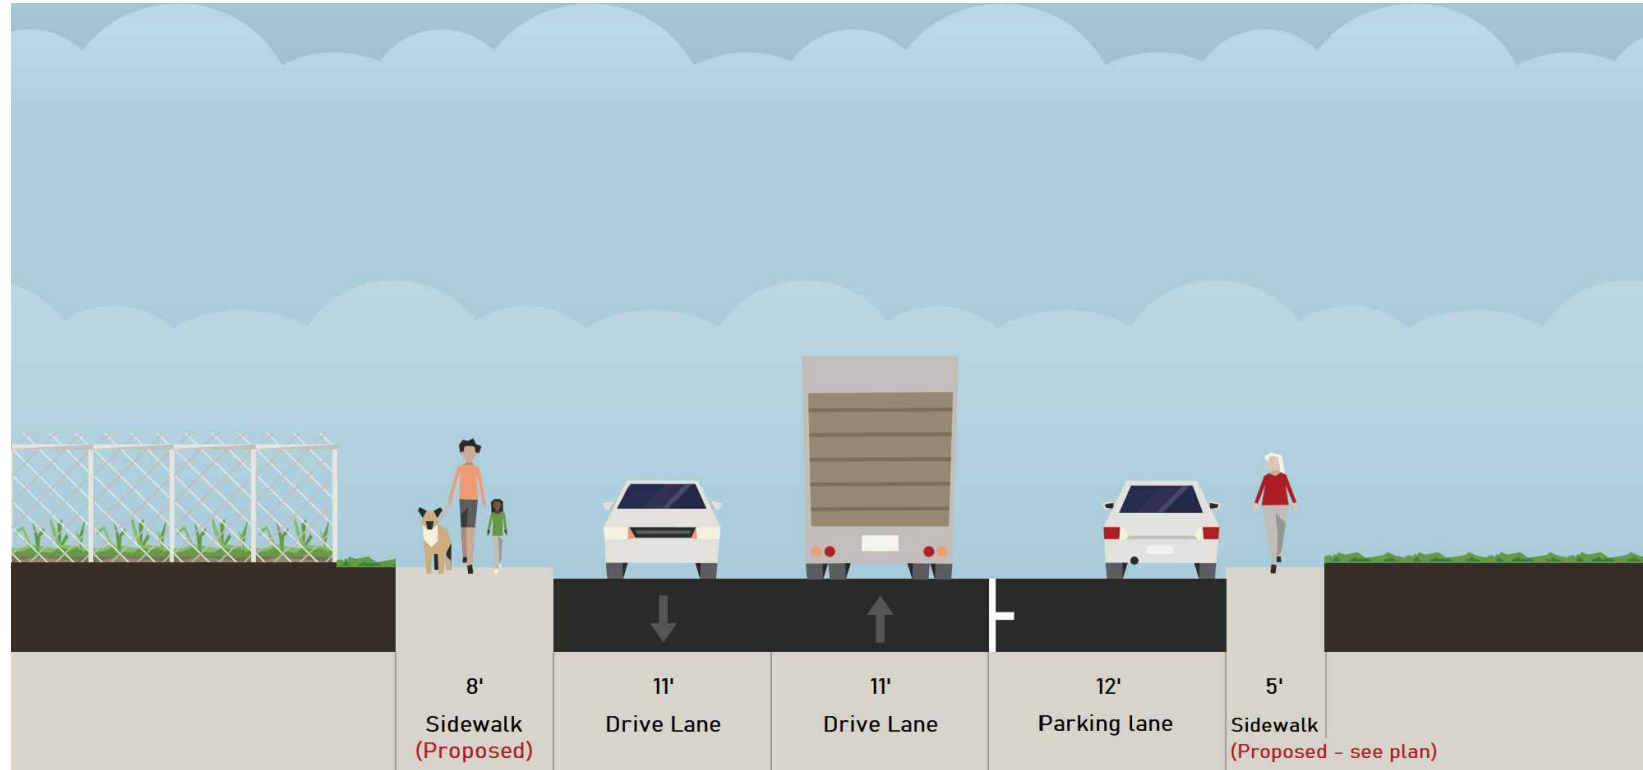 8'
Sidewalk
(Proposed)
11'
Drive Lane
11'
Drive Lane
12'
Parking lane
5'
Sidewalk
(Proposed - see plan)